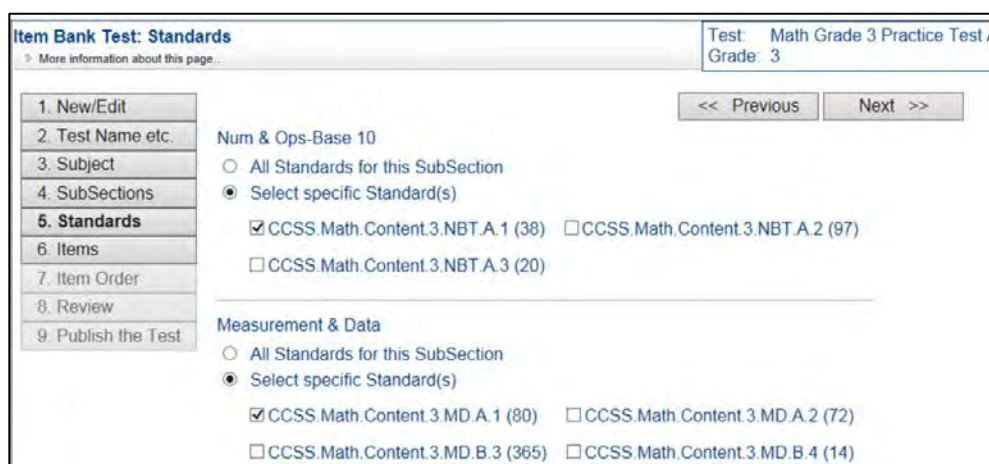 Item Bank Test: Standards
More information about this page...
Test: Math Grade 3 Practice Test A
Grade: 3
<< Previous
Next >>
1. New/Edit
2. Test Name etc.
3. Subject
4. SubSections
5. Standards
6. Items
7. Item Order
8. Review
9. Publish the Test
Num & Ops-Base 10
All Standards for this SubSection
Select specific Standard(s)
CCSS.Math.Content.3.NBT.A.1 (38) CCSS.Math.Content.3.NBT.A.2 (97)
CCSS.Math.Content.3.NBT.A.3 (20)
Measurement & Data
All Standards for this SubSection
Select specific Standard(s)
CCSS.Math.Content.3.MD.A.1 (80) CCSS.Math.Content.3.MD.A.2 (72)
CCSS.Math.Content.3.MD.B.3 (365) CCSS.Math.Content.3.MD.B.4 (14)